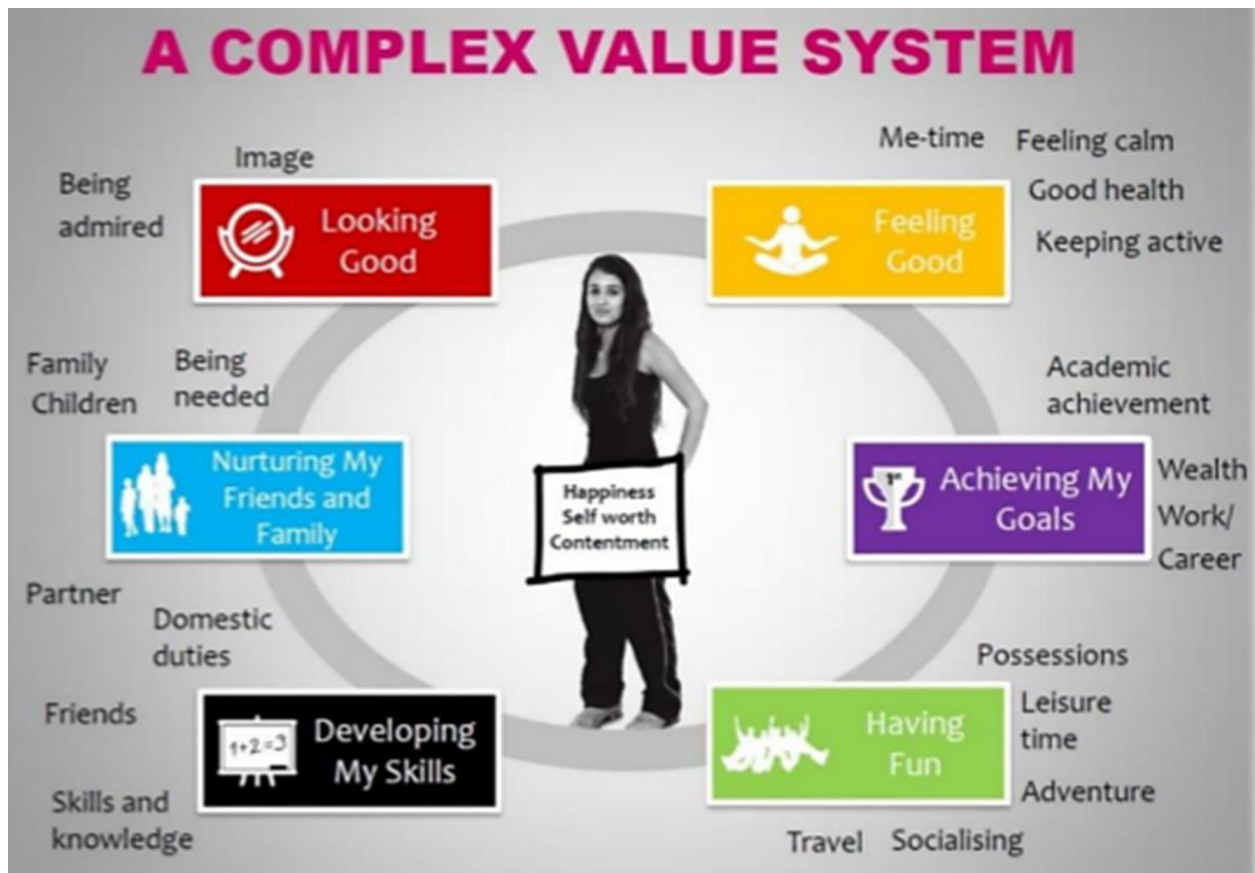 A COMPLEX VALUE SYSTEM
Image
Being
admired
Looking
Good
Me-time
Feeling calm
Good health
Keeping active
Feeling
Good
Family
Children
Being
needed
Nurturing My
Friends and
Family
Partner
Domestic
duties
Happiness
Self worth
Contentment
Academic
achievement
Achieving My
Goals
Wealth
Work/
Career
Friends
Developing
My Skills
1+2=3
Skills and
knowledge
Possessions
Having
Fun
Leisure
time
Adventure
Travel
Socialising